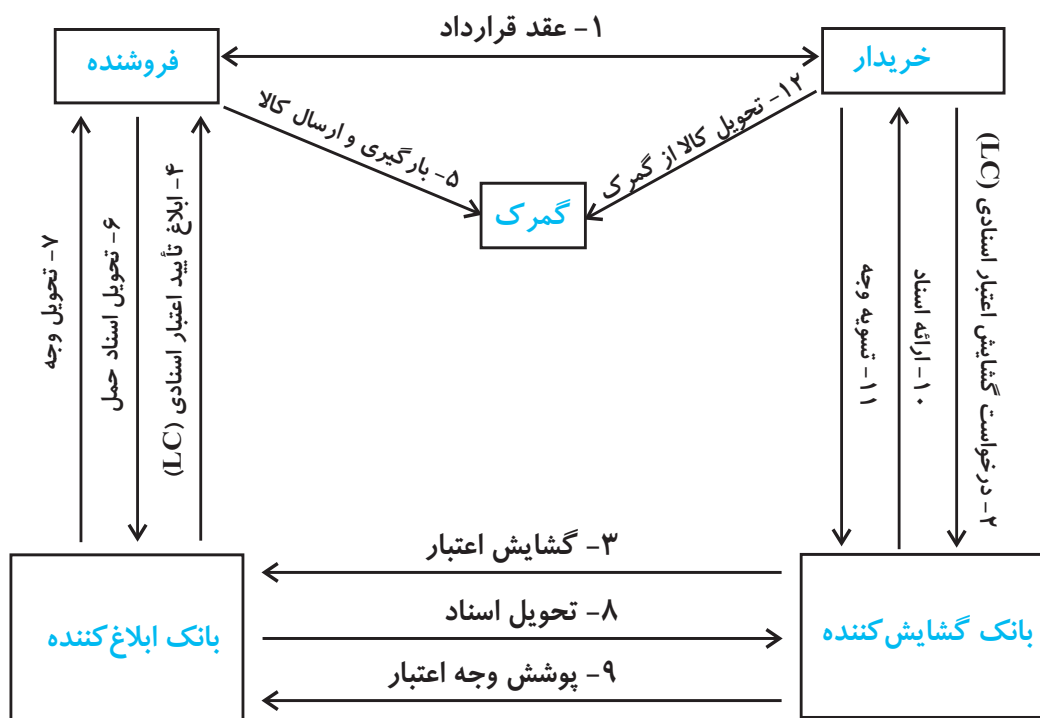 ۱- عقد قرارداد
خریدار
فروشنده
۱۲- تحویل کالا از گمرک
۵- بارگیری و ارسال کالا
گمرک
۲- درخواست گشایش اعتبار اسنادی (LC)
۱۰- ارائه اسناد
۱۱- تسویه وجه
۴- ابلاغ تأیید اعتبار اسنادی (LC)
۶- تحویل اسناد حمل
۷- تحویل وجه
۳- گشایش اعتبار
۸- تحویل اسناد
۹- پوشش وجه اعتبار
بانک گشایش‌کننده
بانک ابلاغ‌کننده